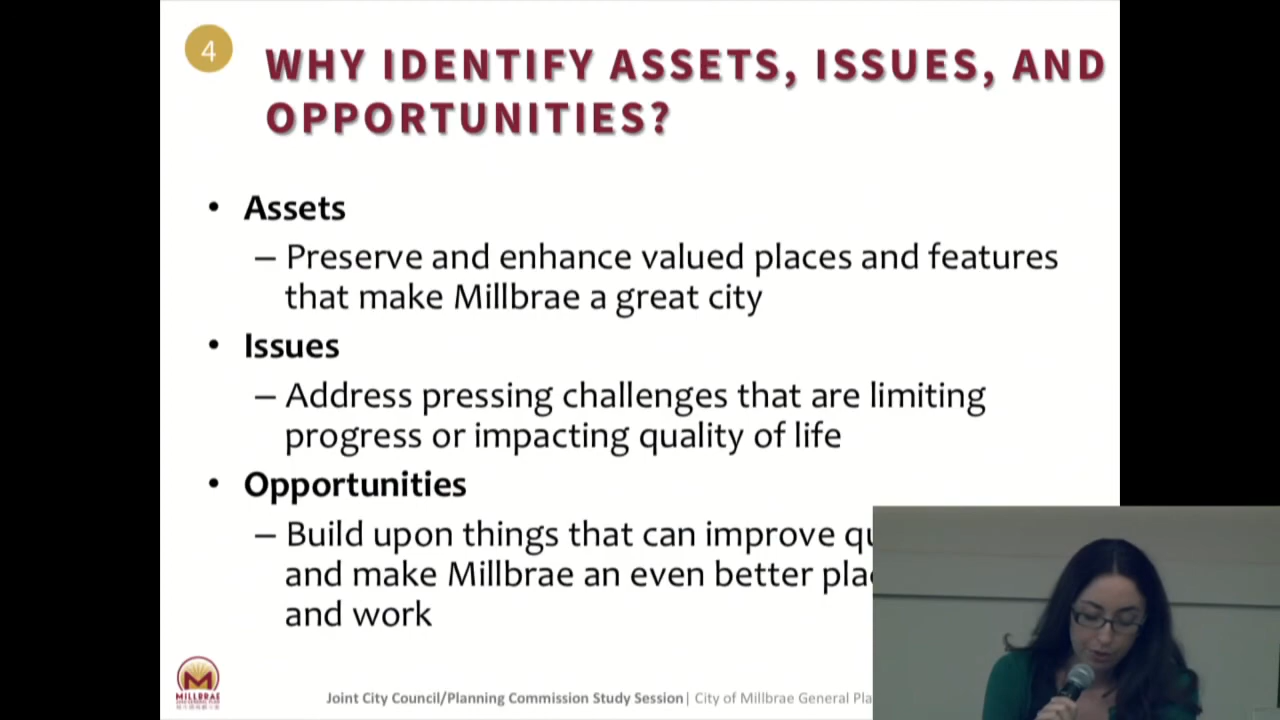 4
WHY IDENTIFY ASSETS, ISSUES, AND
OPPORTUNITIES?
• Assets
– Preserve and enhance valued places and features
that make Millbrae a great city
• Issues
– Address pressing challenges that are limiting
progress or impacting quality of life
• Opportunities
– Build upon things that can improve
and make Millbrae an even better
and work
MILLBRAE
Joint City Council/Planning Commission Study Session| City of Millbrae General